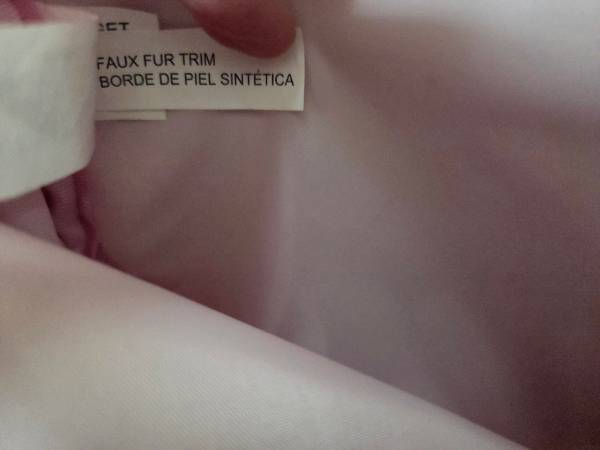 FAUX FUR TRIM
BORDE DE PIEL SINTÉTICA